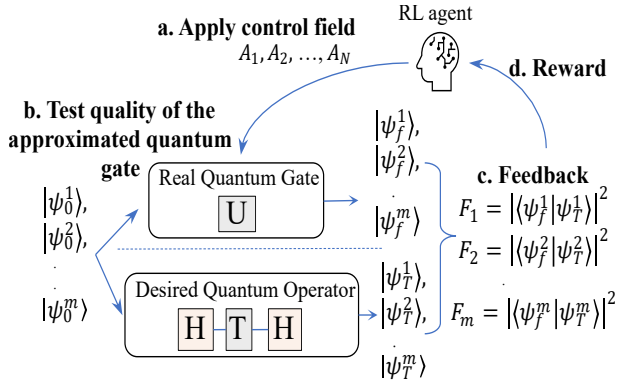 RL agent
a. Apply control field
A₁, A₂, …, A_N
d. Reward
b. Test quality of the
approximated quantum
gate
|ψ_0^1⟩,
|ψ_0^2⟩,
.
.
|ψ_0^m⟩
Real Quantum Gate
U
|ψ_f^1⟩,
|ψ_f^2⟩,
.
|ψ_f^m⟩
Desired Quantum Operator
H T H
|ψ_T^1⟩,
|ψ_T^2⟩,
.
|ψ_T^m⟩
c. Feedback
F₁ = |⟨ψ_f^1|ψ_T^1⟩|²
F₂ = |⟨ψ_f^2|ψ_T^2⟩|²
.
F_m = |⟨ψ_f^m|ψ_T^m⟩|²